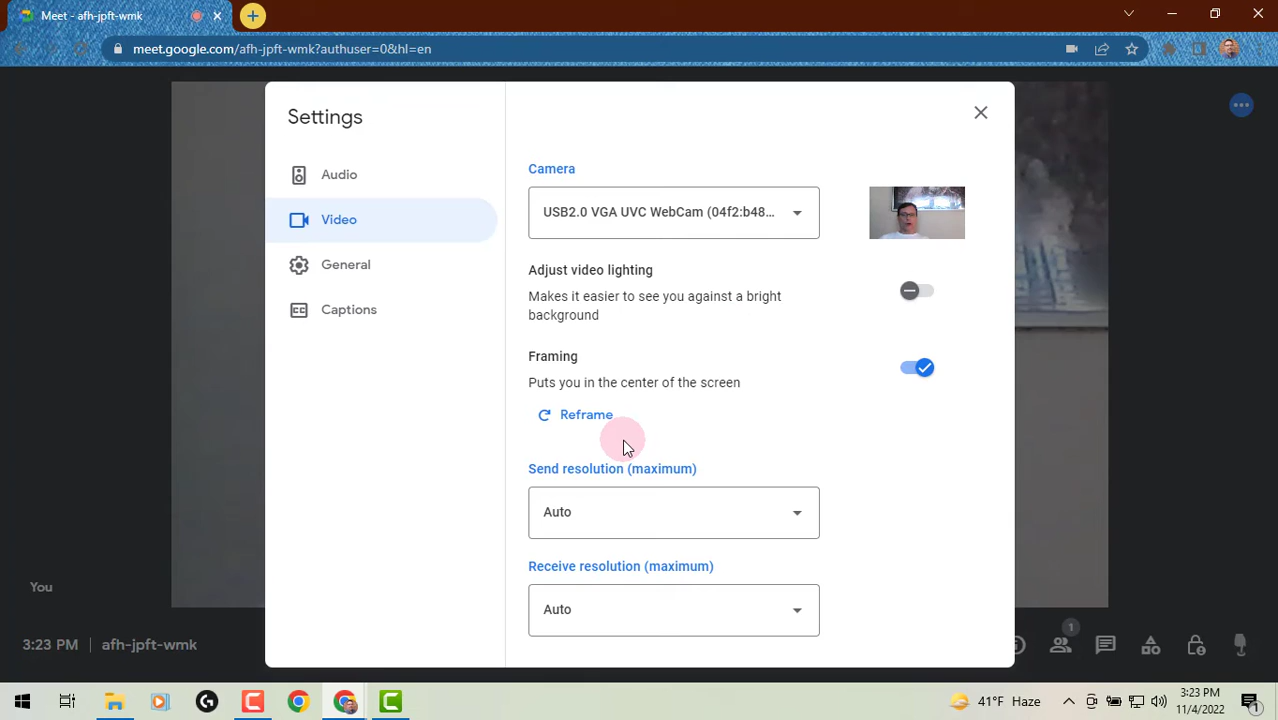 Meet - afh-jpft-wmk
meet.google.com/afh-jpft-wmk?authuser=0&hl=en
Settings
Audio
Video
General
Captions
Camera
USB2.0 VGA UVC WebCam (04f2:b48...
Adjust video lighting
Makes it easier to see you against a bright
background
Framing
Puts you in the center of the screen
Reframe
Send resolution (maximum)
Auto
Receive resolution (maximum)
Auto
You
3:23 PM | afh-jpft-wmk
1
41°F Haze
3:23 PM
11/4/2022
1